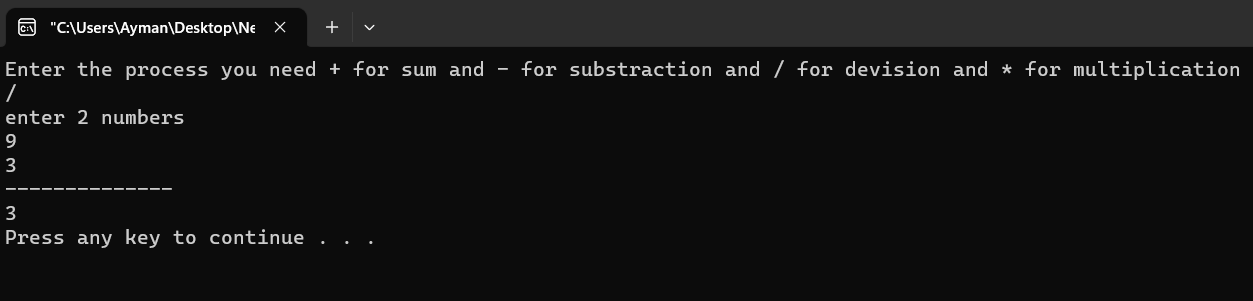 "C:\Users\Ayman\Desktop\Ne
Enter the process you need + for sum and - for substraction and / for devision and * for multiplication
/
enter 2 numbers
9
3
--------------
3
Press any key to continue . . .